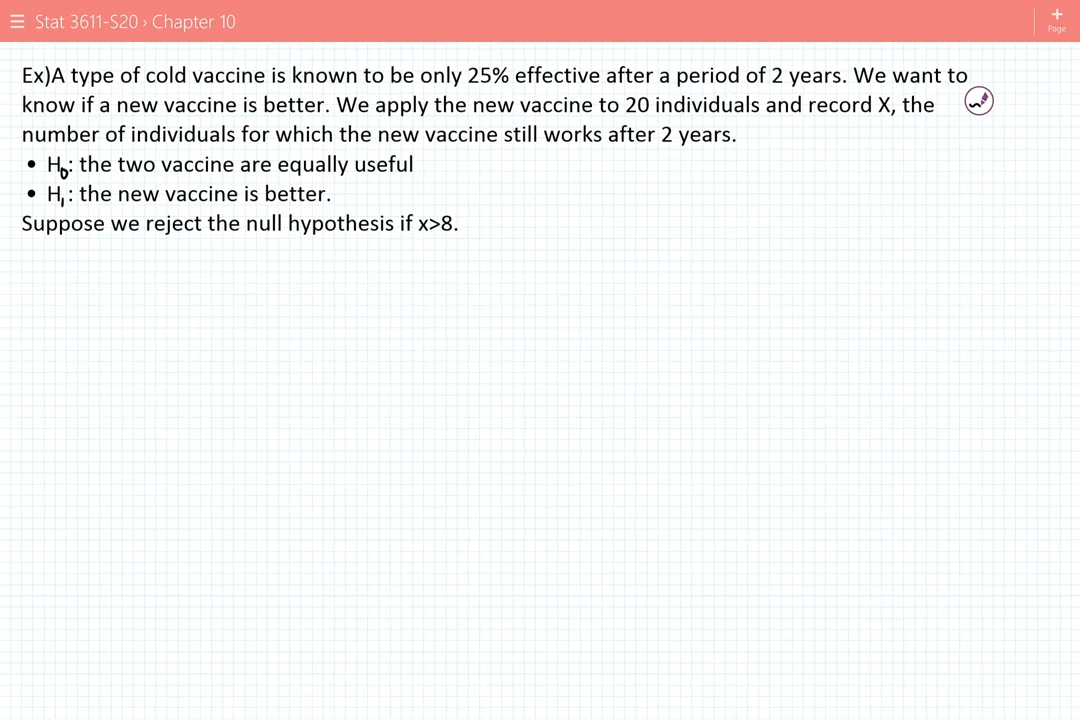 ☰ Stat 3611-S20 › Chapter 10
+
Page
Ex)A type of cold vaccine is known to be only 25% effective after a period of 2 years. We want to
know if a new vaccine is better. We apply the new vaccine to 20 individuals and record X, the
number of individuals for which the new vaccine still works after 2 years.
• H₀: the two vaccine are equally useful
• H₁: the new vaccine is better.
Suppose we reject the null hypothesis if x>8.